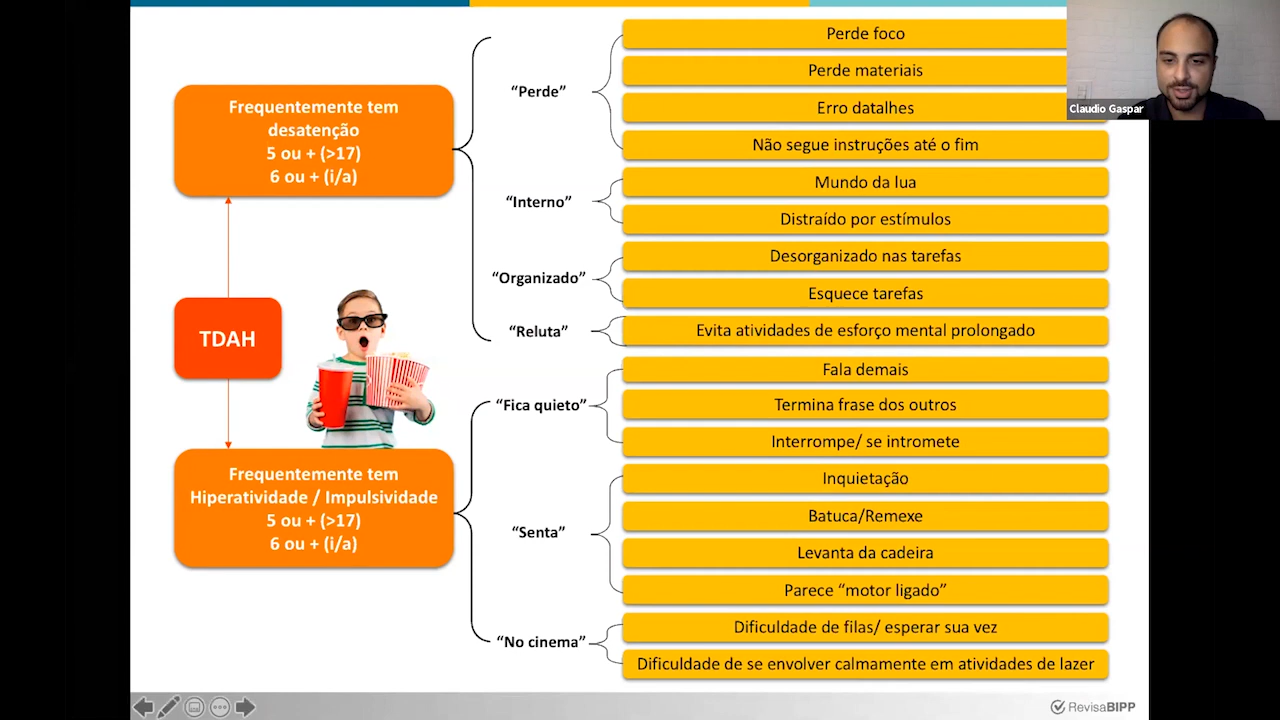 Frequentemente tem
desatenção
5 ou + (>17)
6 ou + (i/a)
TDAH
Frequentemente tem
Hiperatividade / Impulsividade
5 ou + (>17)
6 ou + (i/a)
“Perde”
Perde foco
Perde materiais
Erro datalhes
Não segue instruções até o fim
“Interno”
Mundo da lua
Distraído por estímulos
“Organizado”
Desorganizado nas tarefas
Esquece tarefas
“Reluta”
Evita atividades de esforço mental prolongado
“Fica quieto”
Fala demais
Termina frase dos outros
Interrompe/ se intromete
“Senta”
Inquietação
Batuca/Remexe
Levanta da cadeira
Parece “motor ligado”
“No cinema”
Dificuldade de filas/ esperar sua vez
Dificuldade de se envolver calmamente em atividades de lazer
Claudio Gaspar
RevisaBIPP